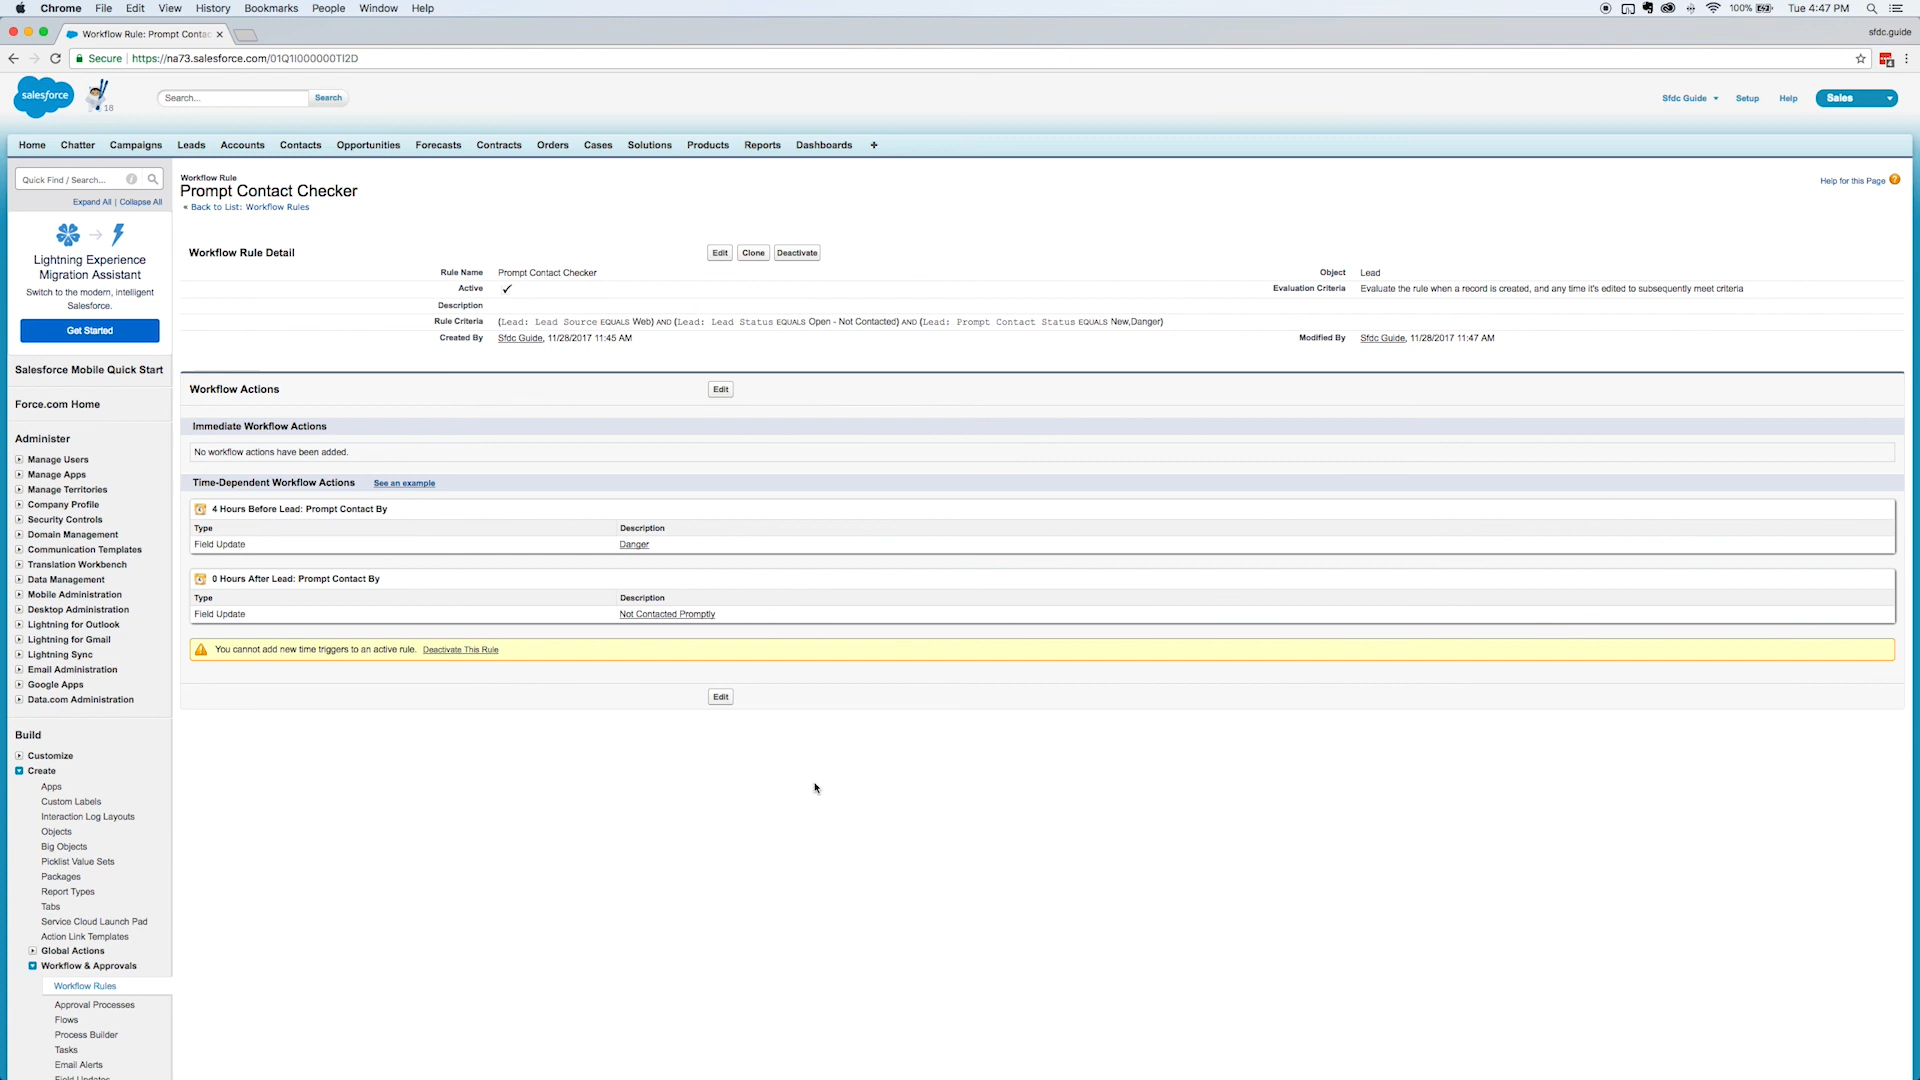 Chrome File Edit View History Bookmarks People Window Help 100% Tue 4:47 PM
Workflow Rule: Prompt Contac sfdc.guide
Secure https://na73.salesforce.com/01Q1I000000TI2D
salesforce 18 Search... Search Sfdc Guide Setup Help Sales
Home Chatter Campaigns Leads Accounts Contacts Opportunities Forecasts Contracts Orders Cases Solutions Products Reports Dashboards +
Quick Find / Search...
Expand All | Collapse All
Lightning Experience
Migration Assistant
Switch to the modern, intelligent
Salesforce.
Get Started
Salesforce Mobile Quick Start
Force.com Home
Administer
Manage Users
Manage Apps
Manage Territories
Company Profile
Security Controls
Domain Management
Communication Templates
Translation Workbench
Data Management
Mobile Administration
Desktop Administration
Lightning for Outlook
Lightning for Gmail
Lightning Sync
Email Administration
Google Apps
Data.com Administration
Build
Customize
Create
Apps
Custom Labels
Interaction Log Layouts
Objects
Big Objects
Picklist Value Sets
Packages
Report Types
Tabs
Service Cloud Launch Pad
Action Link Templates
Global Actions
Workflow & Approvals
Workflow Rules
Approval Processes
Flows
Process Builder
Tasks
Email Alerts
Field Updates
Workflow Rule
Prompt Contact Checker
« Back to List: Workflow Rules
Help for this Page ?
Workflow Rule Detail Edit Clone Deactivate
Rule Name Prompt Contact Checker Object Lead
Active Evaluation Criteria Evaluate the rule when a record is created, and any time it's edited to subsequently meet criteria
Description
Rule Criteria (Lead: Lead Source EQUALS Web) AND (Lead: Lead Status EQUALS Open - Not Contacted) AND (Lead: Prompt Contact Status EQUALS New,Danger)
Created By Sfdc Guide, 11/28/2017 11:45 AM Modified By Sfdc Guide, 11/28/2017 11:47 AM
Workflow Actions Edit
Immediate Workflow Actions
No workflow actions have been added.
Time-Dependent Workflow Actions See an example
4 Hours Before Lead: Prompt Contact By
Type Description
Field Update Danger
0 Hours After Lead: Prompt Contact By
Type Description
Field Update Not Contacted Promptly
You cannot add new time triggers to an active rule. Deactivate This Rule
Edit